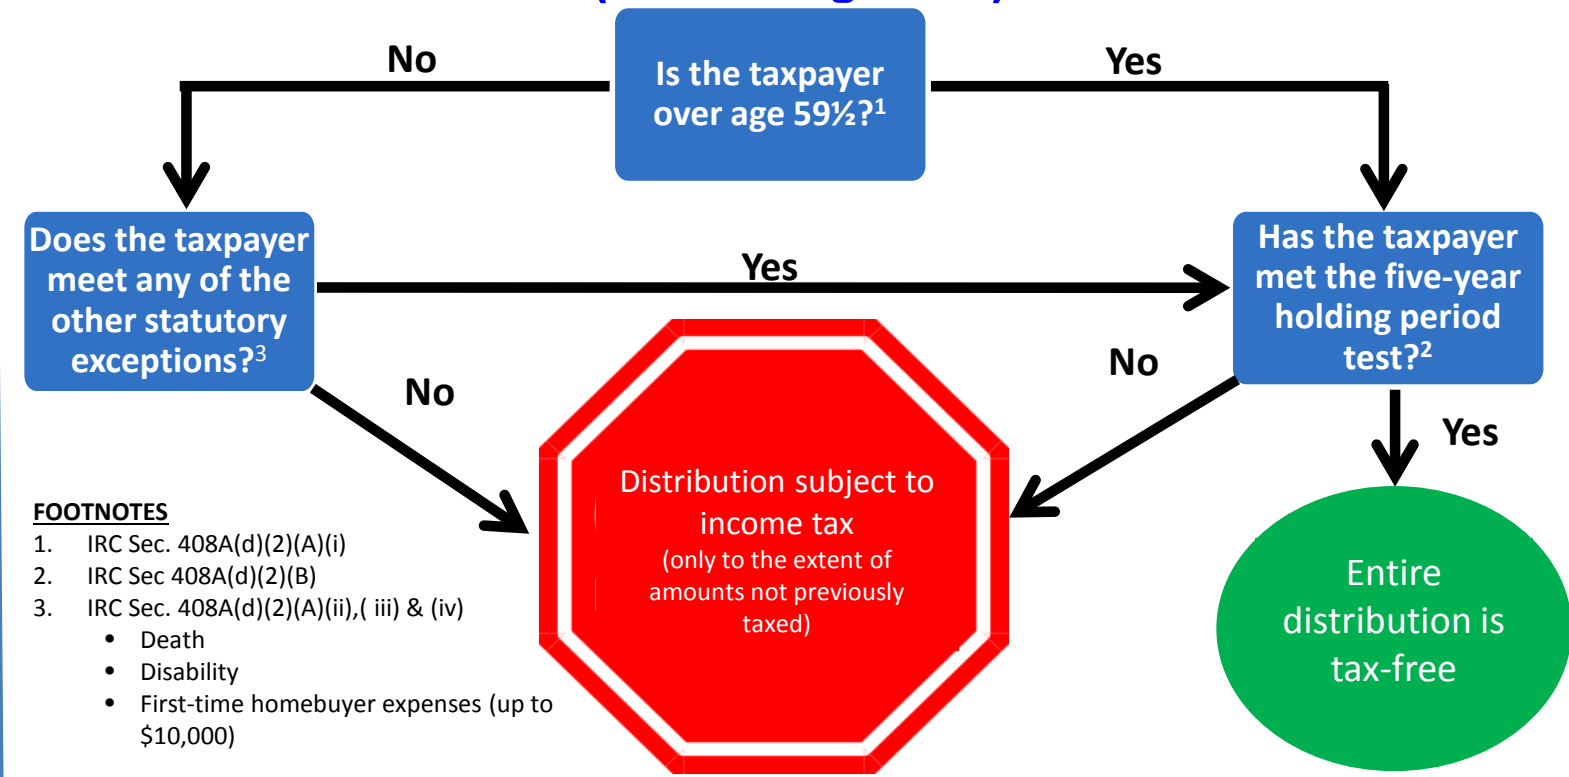 No
Is the taxpayer
over age 59½?1
Yes
Does the taxpayer
meet any of the
other statutory
exceptions?3
Yes
Has the taxpayer
met the five-year
holding period
test?2
No
No
Yes
Distribution subject to
income tax
(only to the extent of
amounts not previously
taxed)
Entire
distribution is
tax-free
FOOTNOTES
1. IRC Sec. 408A(d)(2)(A)(i)
2. IRC Sec 408A(d)(2)(B)
3. IRC Sec. 408A(d)(2)(A)(ii),( iii) & (iv)
• Death
• Disability
• First-time homebuyer expenses (up to
$10,000)